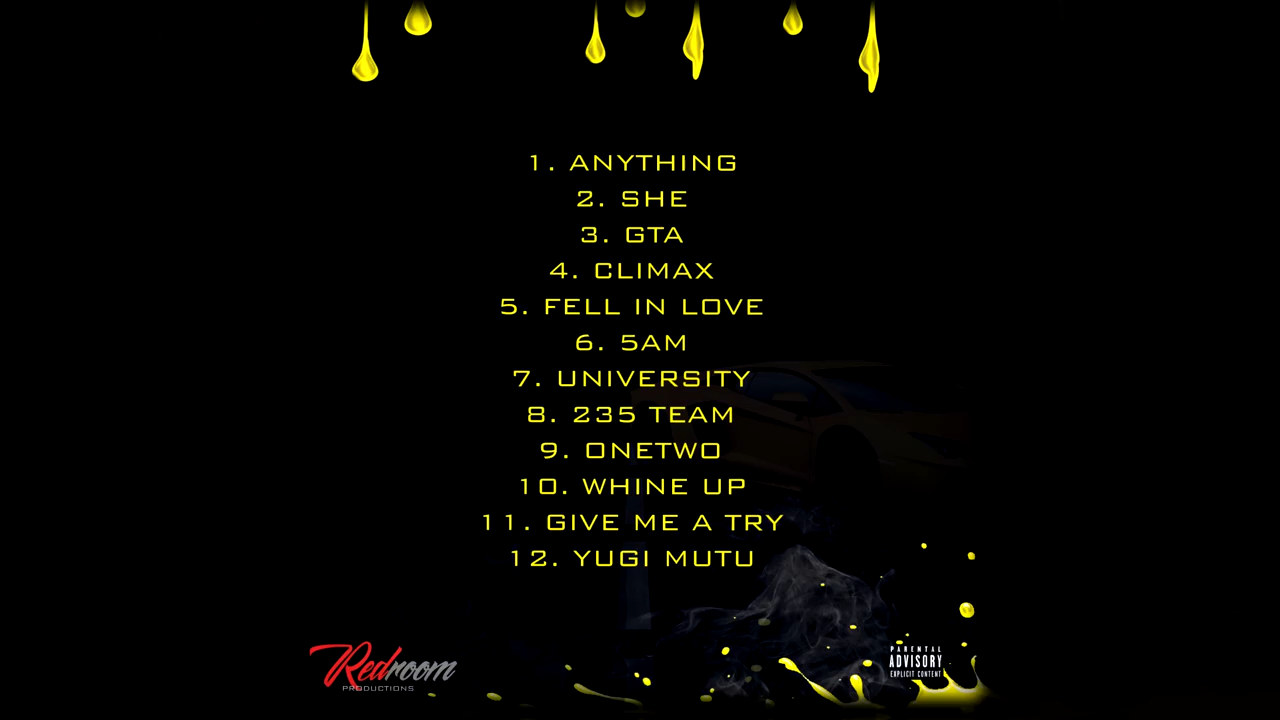 1. ANYTHING
2. SHE
3. GTA
4. CLIMAX
5. FELL IN LOVE
6. 5AM
7. UNIVERSITY
8. 235 TEAM
9. ONETWO
10. WHINE UP
11. GIVE ME A TRY
12. YUGI MUTU
Redroom
PRODUCTIONS
PARENTAL
ADVISORY
EXPLICIT CONTENT